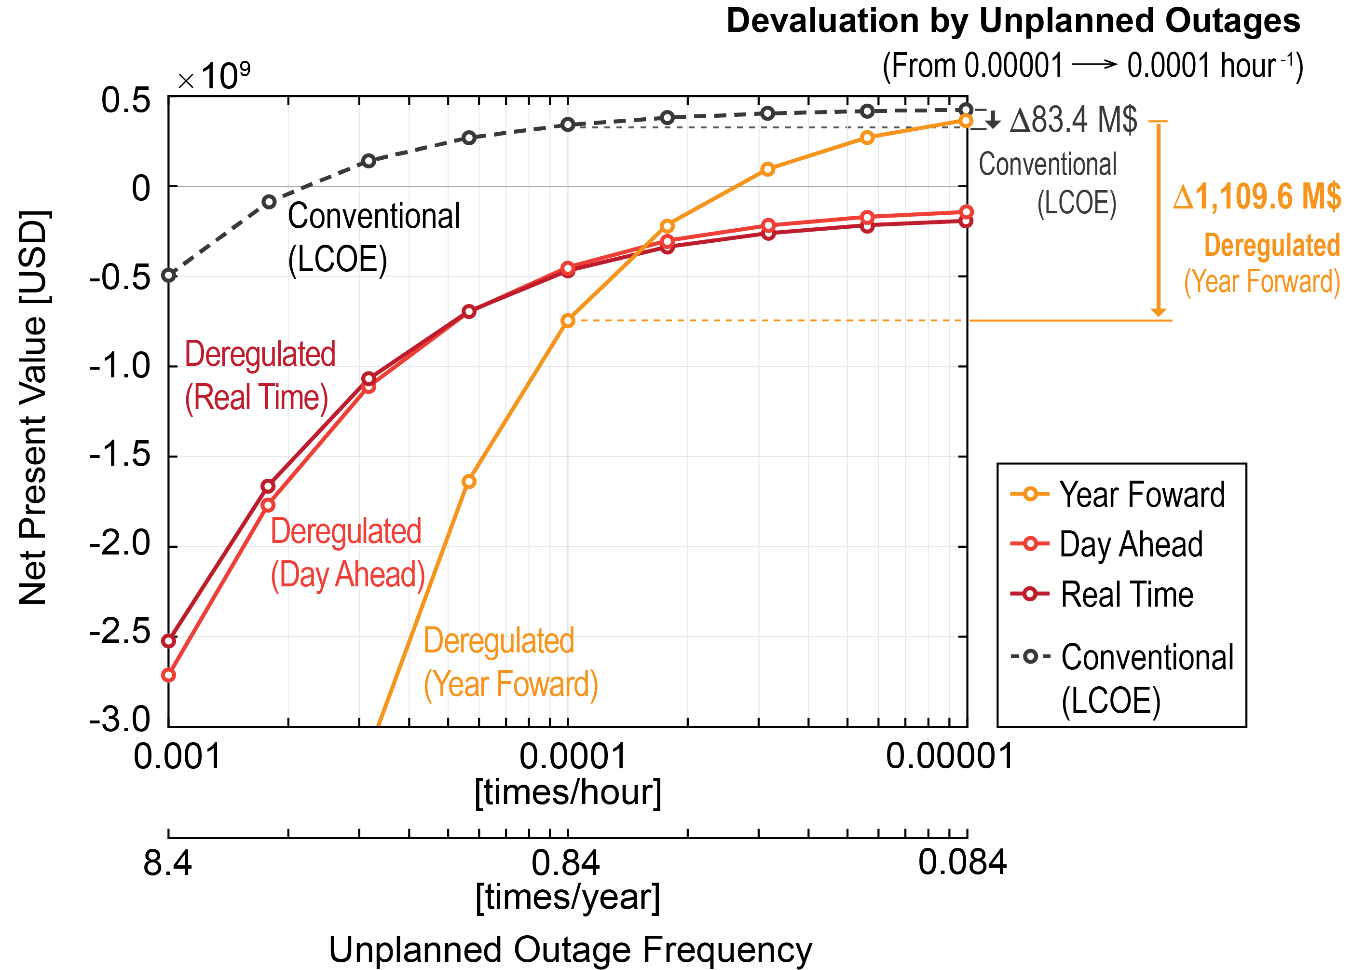 Devaluation by Unplanned Outages
(From 0.00001 → 0.0001 hour⁻¹)
×10⁹
0.5
0
-0.5
-1.0
-1.5
-2.0
-2.5
-3.0
Net Present Value [USD]
Δ83.4 M$
Conventional
(LCOE)
Δ1,109.6 M$
Deregulated
(Year Forward)
Conventional
(LCOE)
Deregulated
(Real Time)
Deregulated
(Day Ahead)
Deregulated
(Year Foward)
Year Foward
Day Ahead
Real Time
Conventional
(LCOE)
0.001 0.0001 0.00001
[times/hour]
8.4 0.84 0.084
[times/year]
Unplanned Outage Frequency